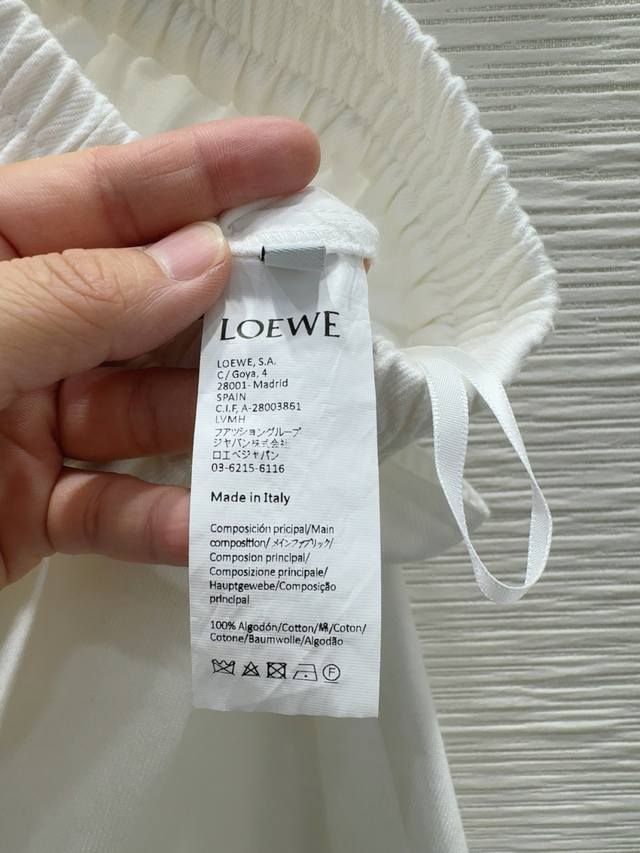 LOEWE
LOEWE, S.A.
C/Goya, 4
28001- Madrid
SPAIN
C.I.F, A-28003861
LVMH
ファッショングループ
ジャパン株式会社
ロエベジャパン
03-6215-6116
Made in Italy
Composición pricipal/Main
composition/メインファブリック/
Composion principal/
Composizione principale/
Hauptgewebe/Composição
principal
100% Algodón/Cotton/綿/Coton/
Cotone/Baumwolle/Algodão
F